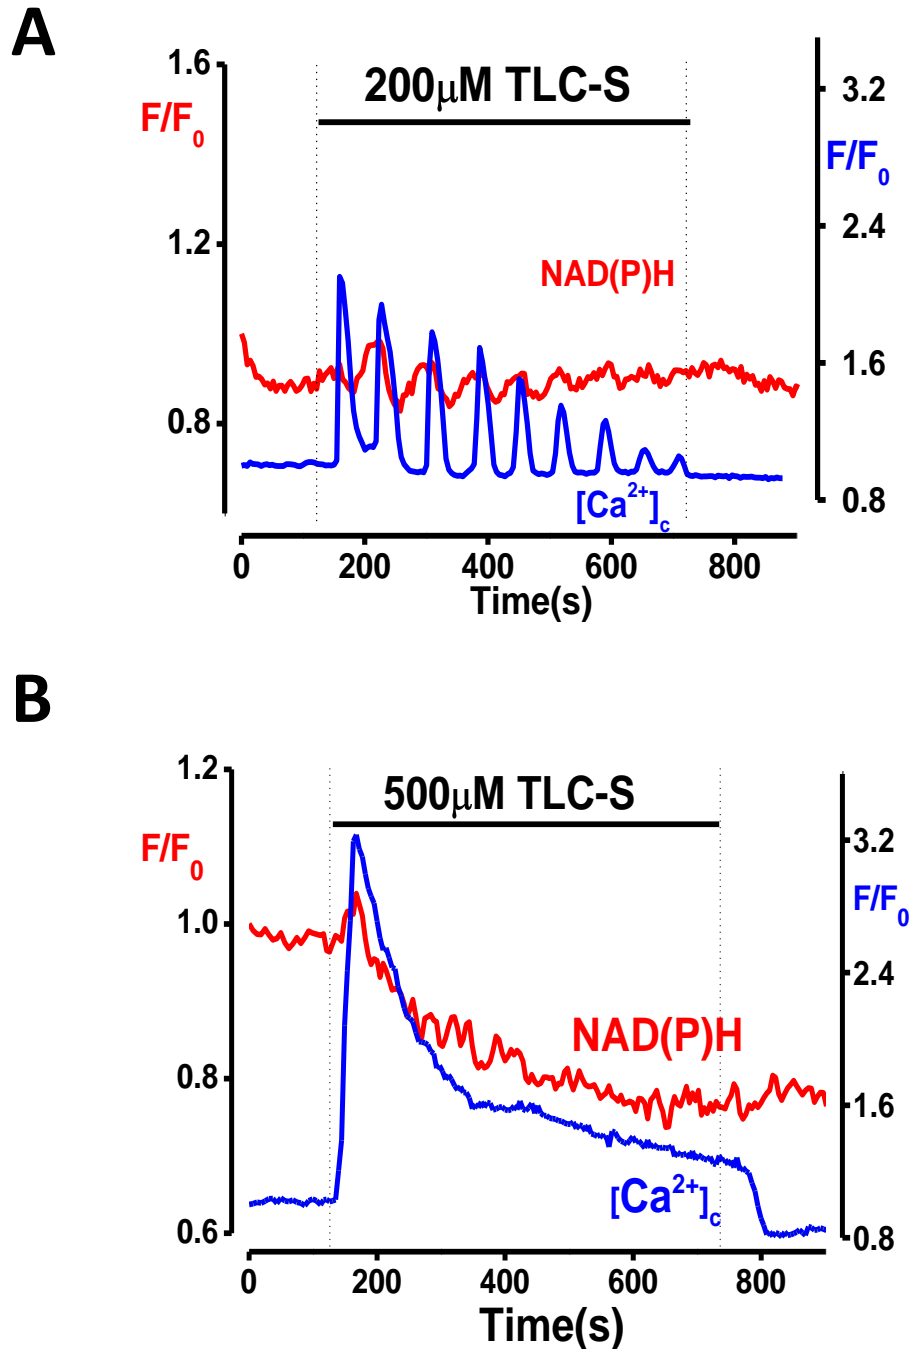 A
200μM TLC-S
F/F0
F/F0
1.6
1.2
0.8
3.2
2.4
1.6
0.8
NAD(P)H
[Ca2+]c
0 200 400 600 800
Time(s)
B
500μM TLC-S
F/F0
F/F0
1.2
1.0
0.8
0.6
3.2
2.4
1.6
0.8
NAD(P)H
[Ca2+]c
0 200 400 600 800
Time(s)